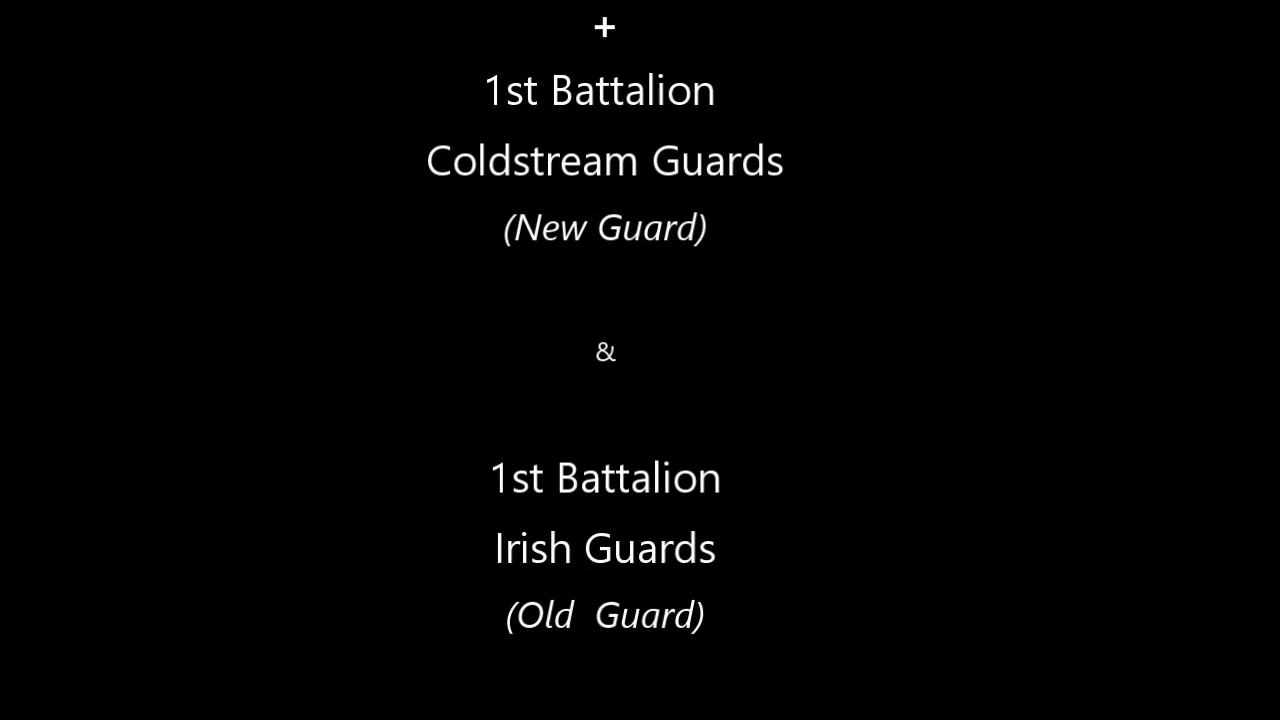 +
1st Battalion
Coldstream Guards
(New Guard)
&
1st Battalion
Irish Guards
(Old  Guard)